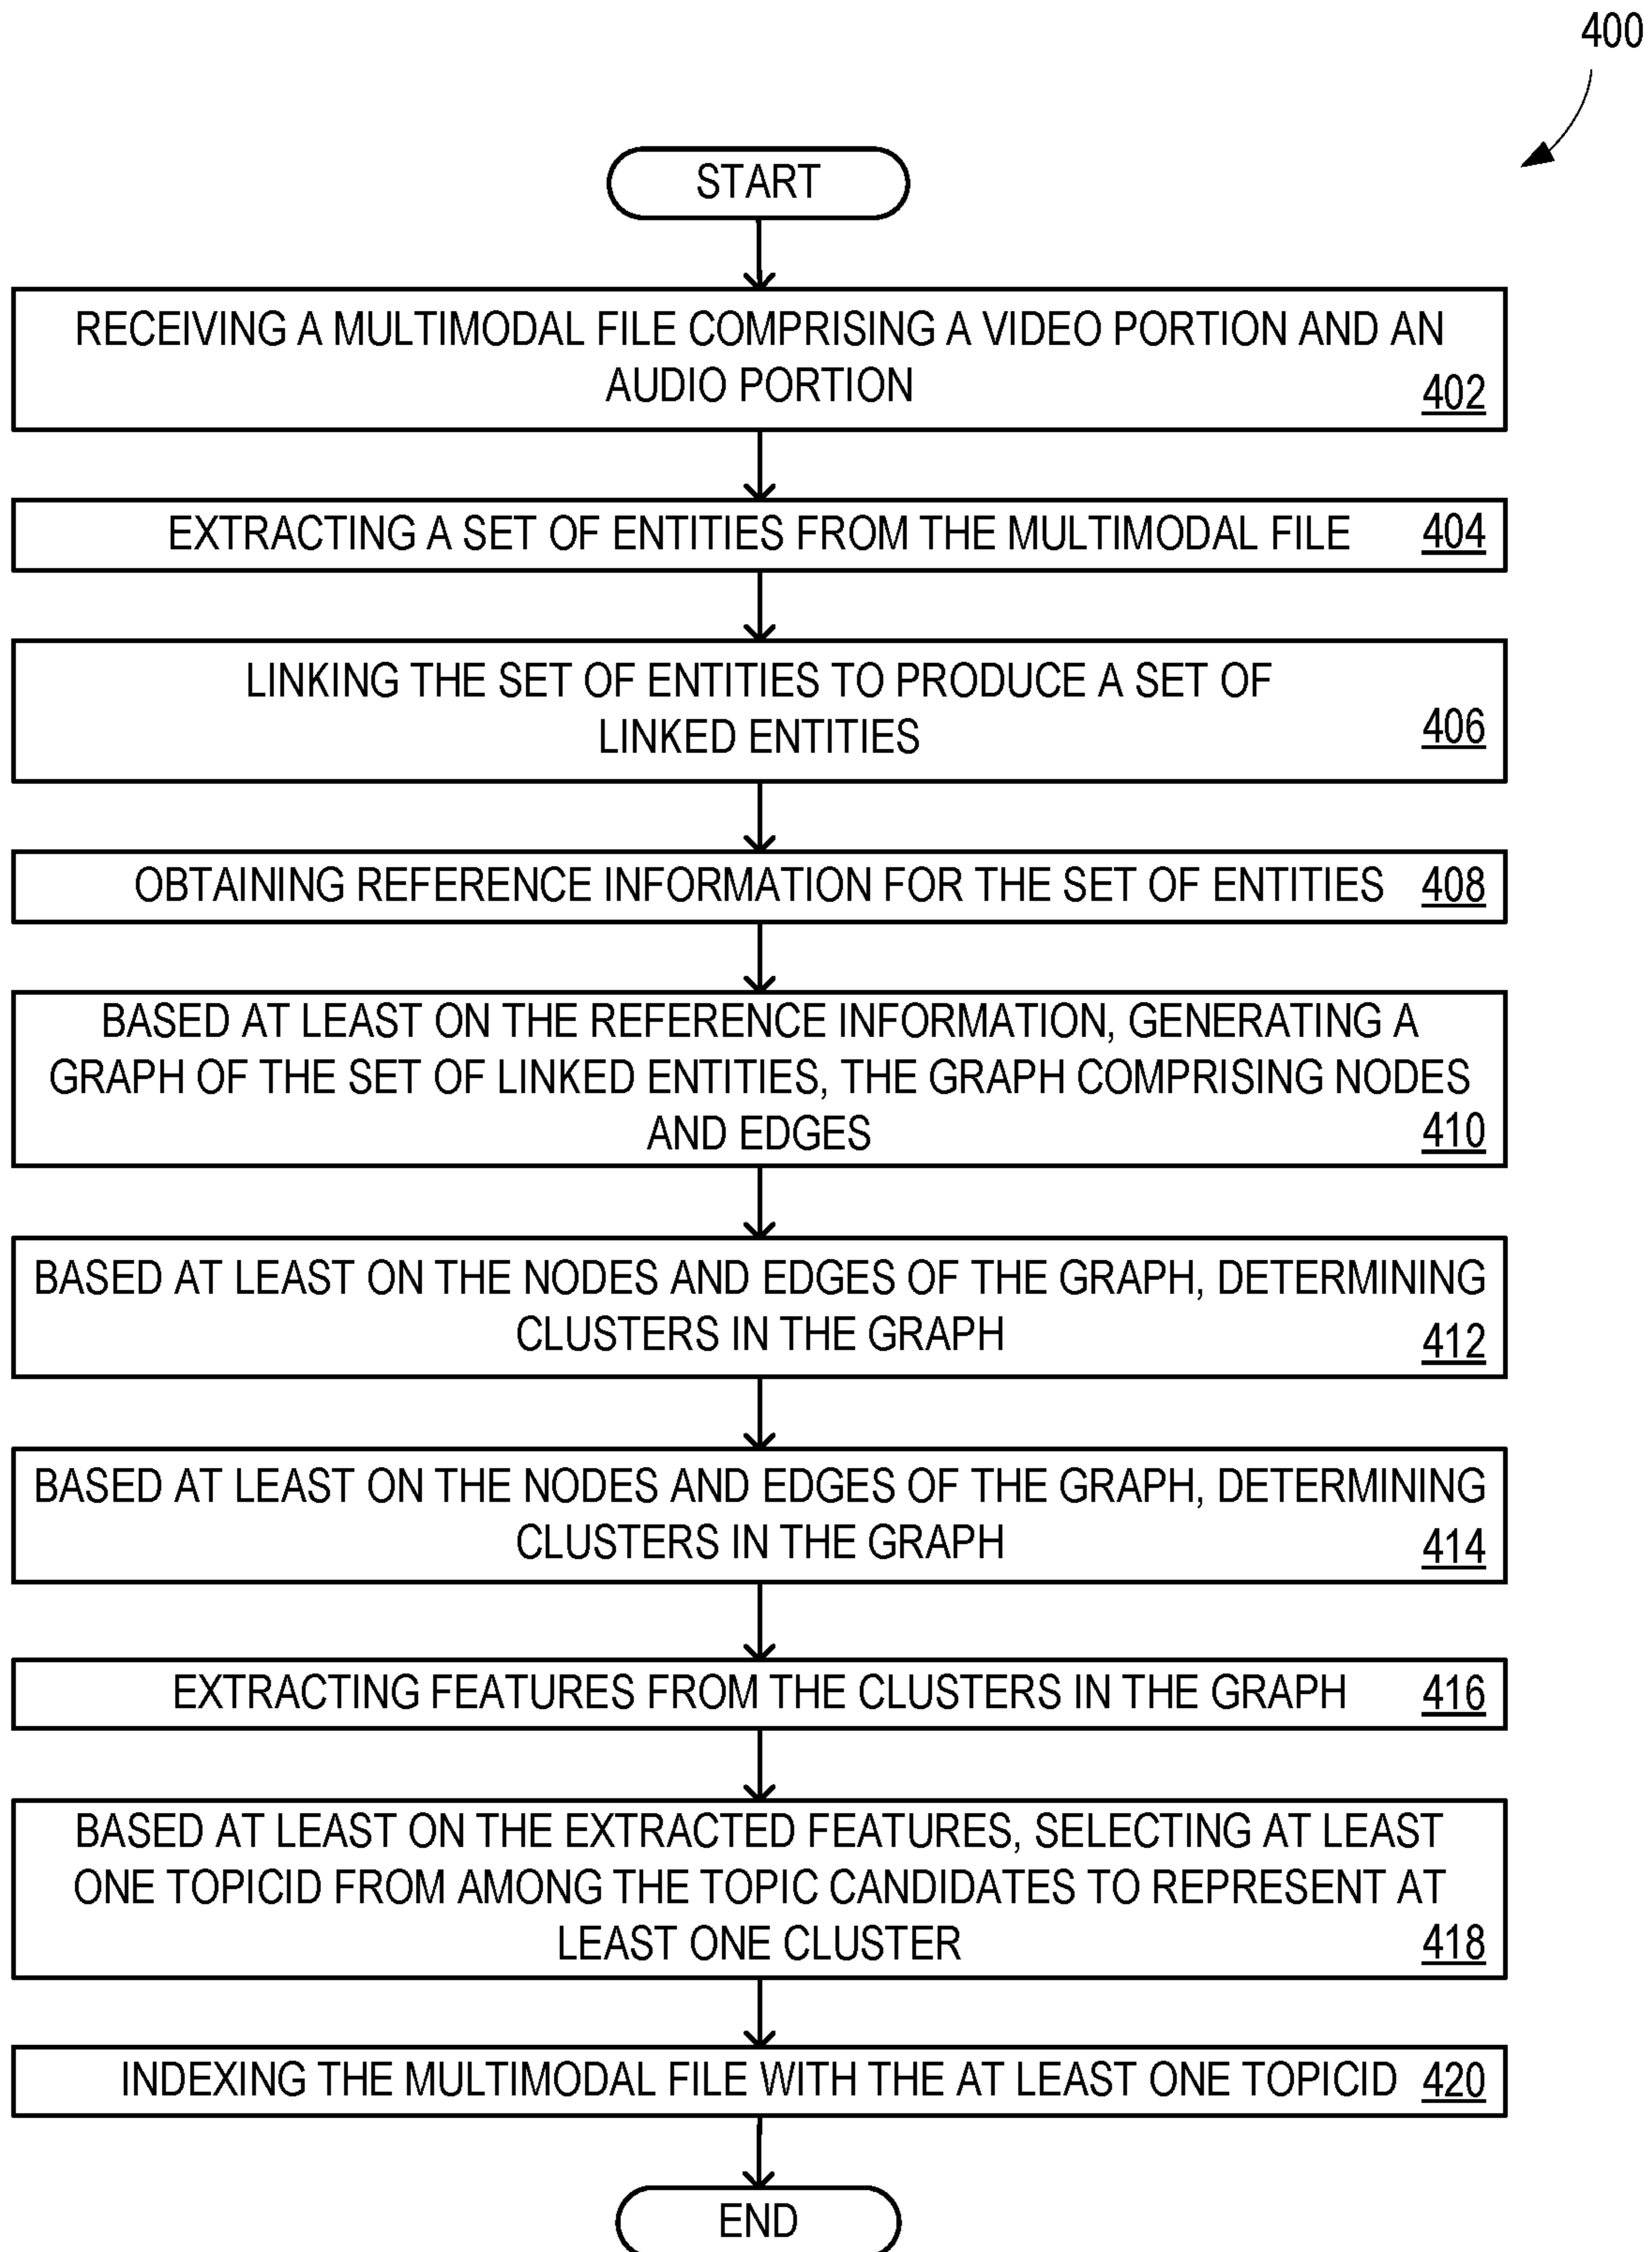 400
START
RECEIVING A MULTIMODAL FILE COMPRISING A VIDEO PORTION AND AN
AUDIO PORTION
402
EXTRACTING A SET OF ENTITIES FROM THE MULTIMODAL FILE 404
LINKING THE SET OF ENTITIES TO PRODUCE A SET OF
LINKED ENTITIES
406
OBTAINING REFERENCE INFORMATION FOR THE SET OF ENTITIES 408
BASED AT LEAST ON THE REFERENCE INFORMATION, GENERATING A
GRAPH OF THE SET OF LINKED ENTITIES, THE GRAPH COMPRISING NODES
AND EDGES 410
BASED AT LEAST ON THE NODES AND EDGES OF THE GRAPH, DETERMINING
CLUSTERS IN THE GRAPH 412
BASED AT LEAST ON THE NODES AND EDGES OF THE GRAPH, DETERMINING
CLUSTERS IN THE GRAPH 414
EXTRACTING FEATURES FROM THE CLUSTERS IN THE GRAPH 416
BASED AT LEAST ON THE EXTRACTED FEATURES, SELECTING AT LEAST
ONE TOPICID FROM AMONG THE TOPIC CANDIDATES TO REPRESENT AT
LEAST ONE CLUSTER 418
INDEXING THE MULTIMODAL FILE WITH THE AT LEAST ONE TOPICID 420
END